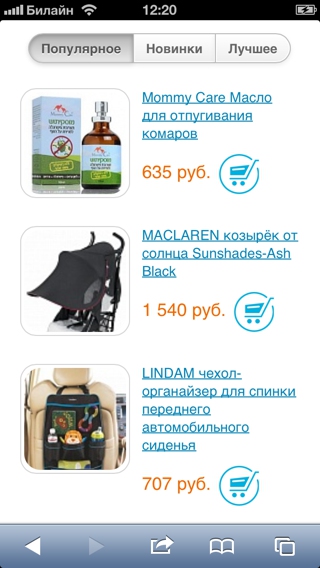 Билайн 12:20
Популярное Новинки Лучшее
Mommy Care Масло
для отпугивания
комаров
635 руб.
MACLAREN козырёк от
солнца Sunshades-Ash
Black
1 540 руб.
LINDAM чехол-
органайзер для спинки
переднего
автомобильного
сиденья
707 руб.